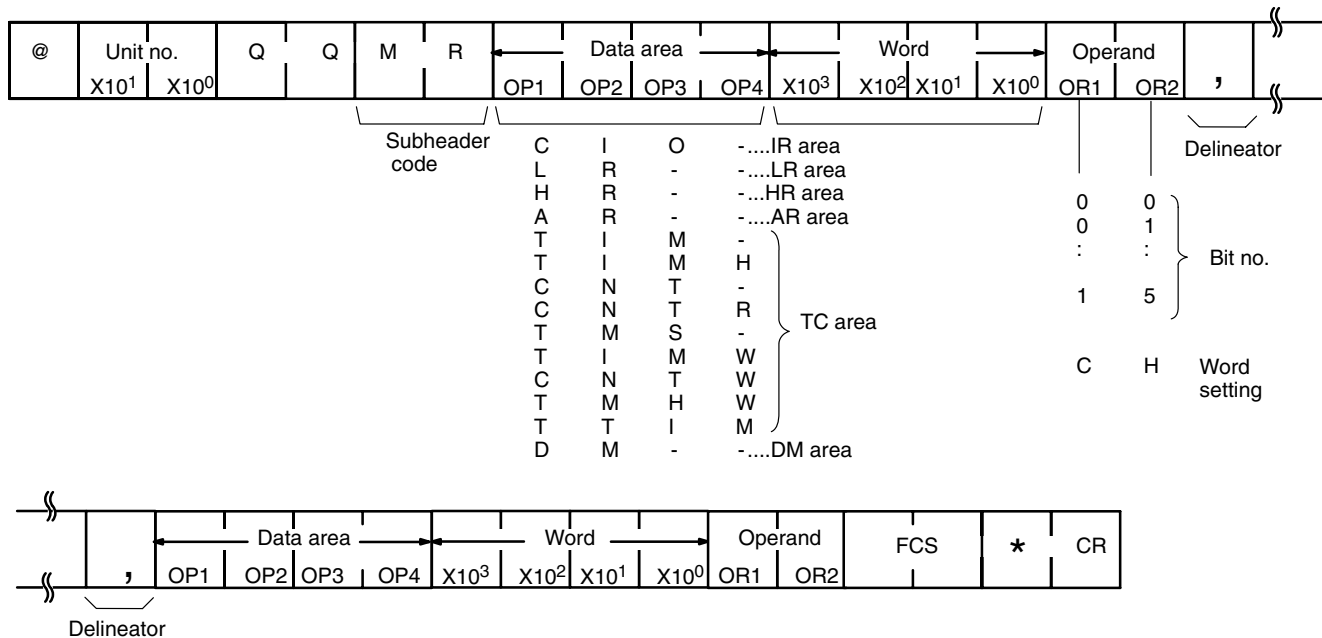 @ Unit no. Q Q M R Data area Word Operand
X10¹ X10⁰ OP1 OP2 OP3 OP4 X10³ X10² X10¹ X10⁰ OR1 OR2 ,
Subheader code
Delineator
C I O -....IR area
L R - -....LR area
H R - -...HR area
A R - -....AR area
T I M -
T I M H
C N T -
C N T R
T M S -
T I M W
C N T W
T M H W
T T I M
TC area
D M - -....DM area
0 0
0 1
: :
1 5
Bit no.
C H Word setting
, Data area Word Operand FCS * CR
OP1 OP2 OP3 OP4 X10³ X10² X10¹ X10⁰ OR1 OR2
Delineator